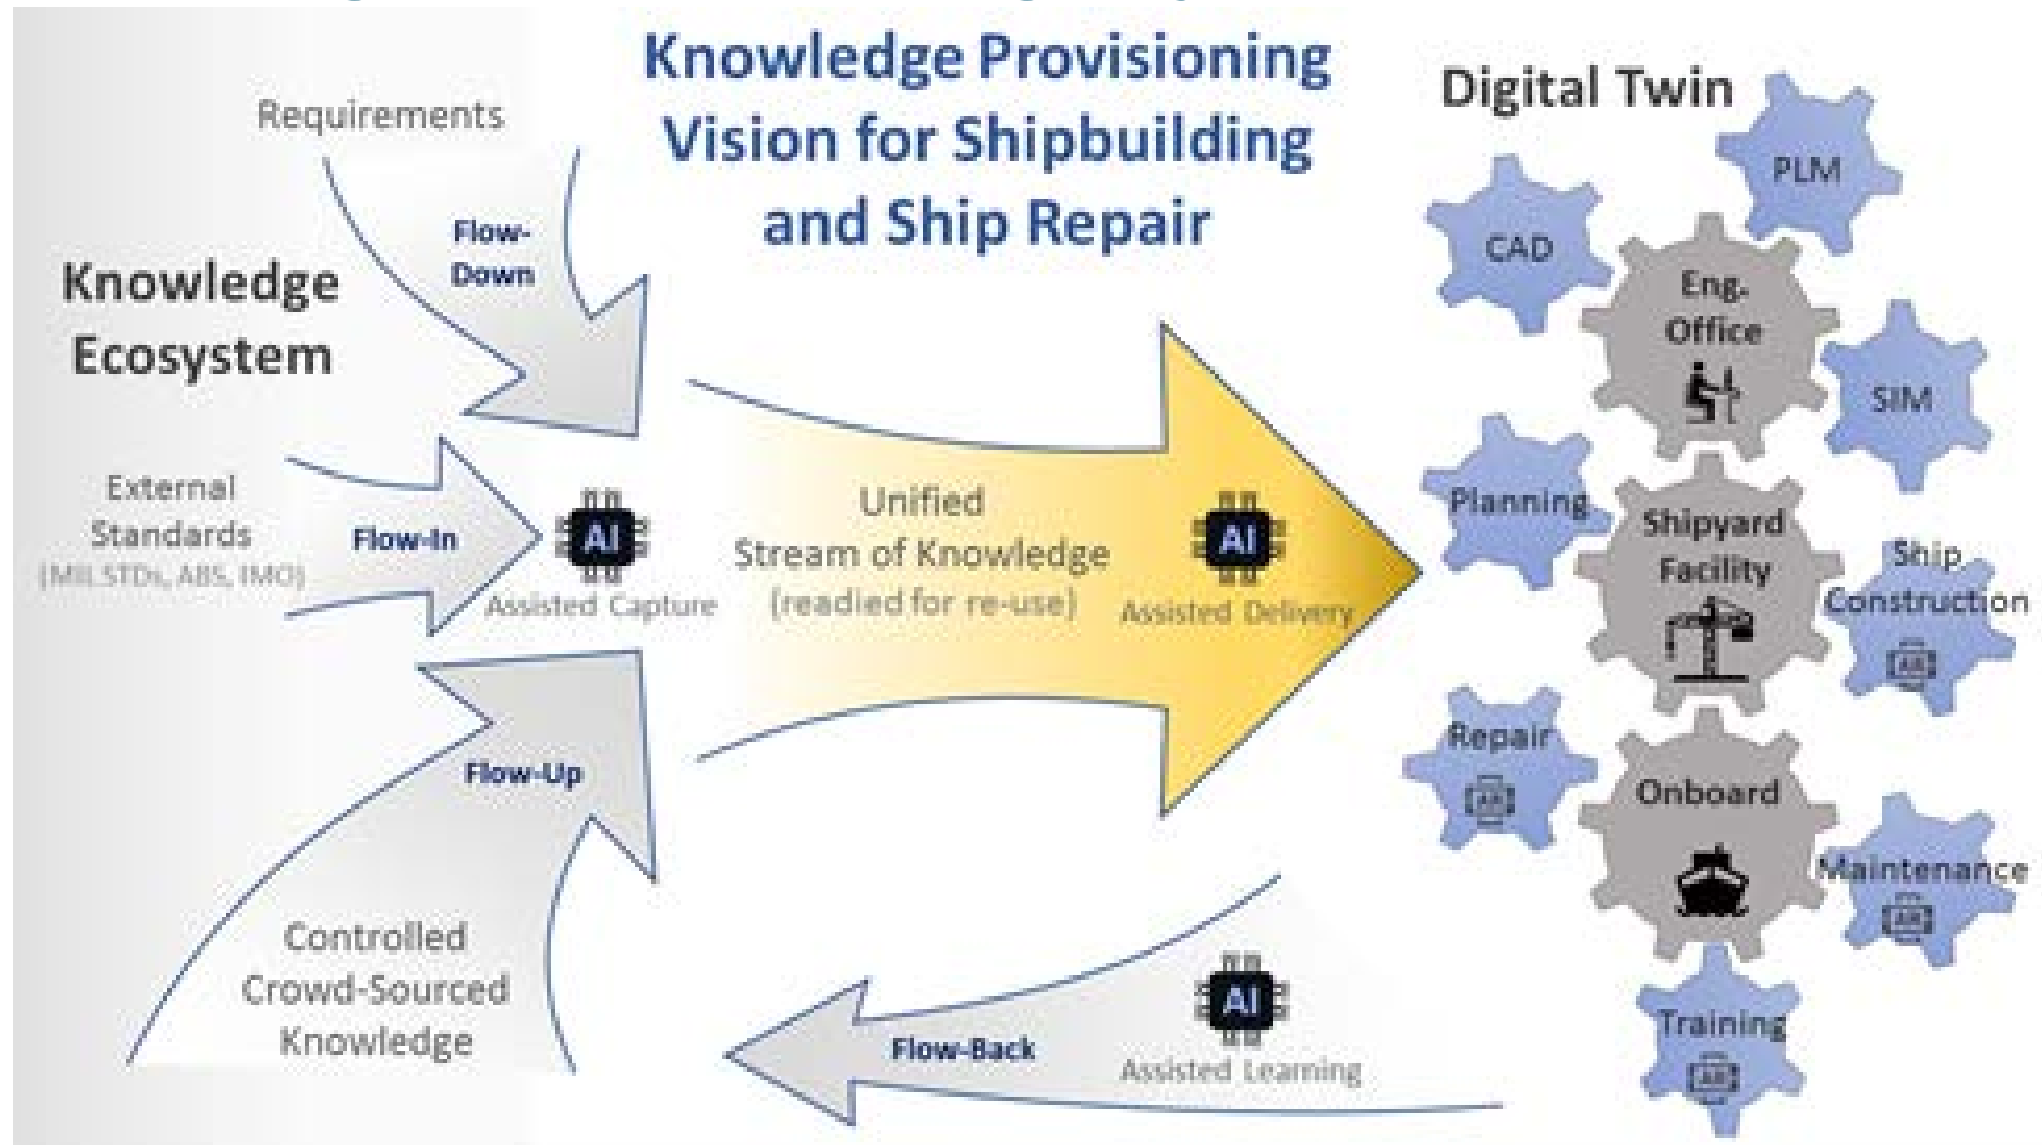 Knowledge Provisioning
Vision for Shipbuilding
and Ship Repair
Requirements
Flow-
Down
Knowledge
Ecosystem
External
Standards
(MIL STDs, ABS, IMO)
Flow-In
AI
Assisted Capture
Unified
Stream of Knowledge
(readied for re-use)
AI
Assisted Delivery
Flow-Up
Controlled
Crowd-Sourced
Knowledge
Flow-Back
AI
Assisted Learning
Digital Twin
PLM
CAD
Eng.
Office
SIM
Planning
Shipyard
Facility
Ship
Construction
AR
Repair
AR
Onboard
Maintenance
AR
Training
AR